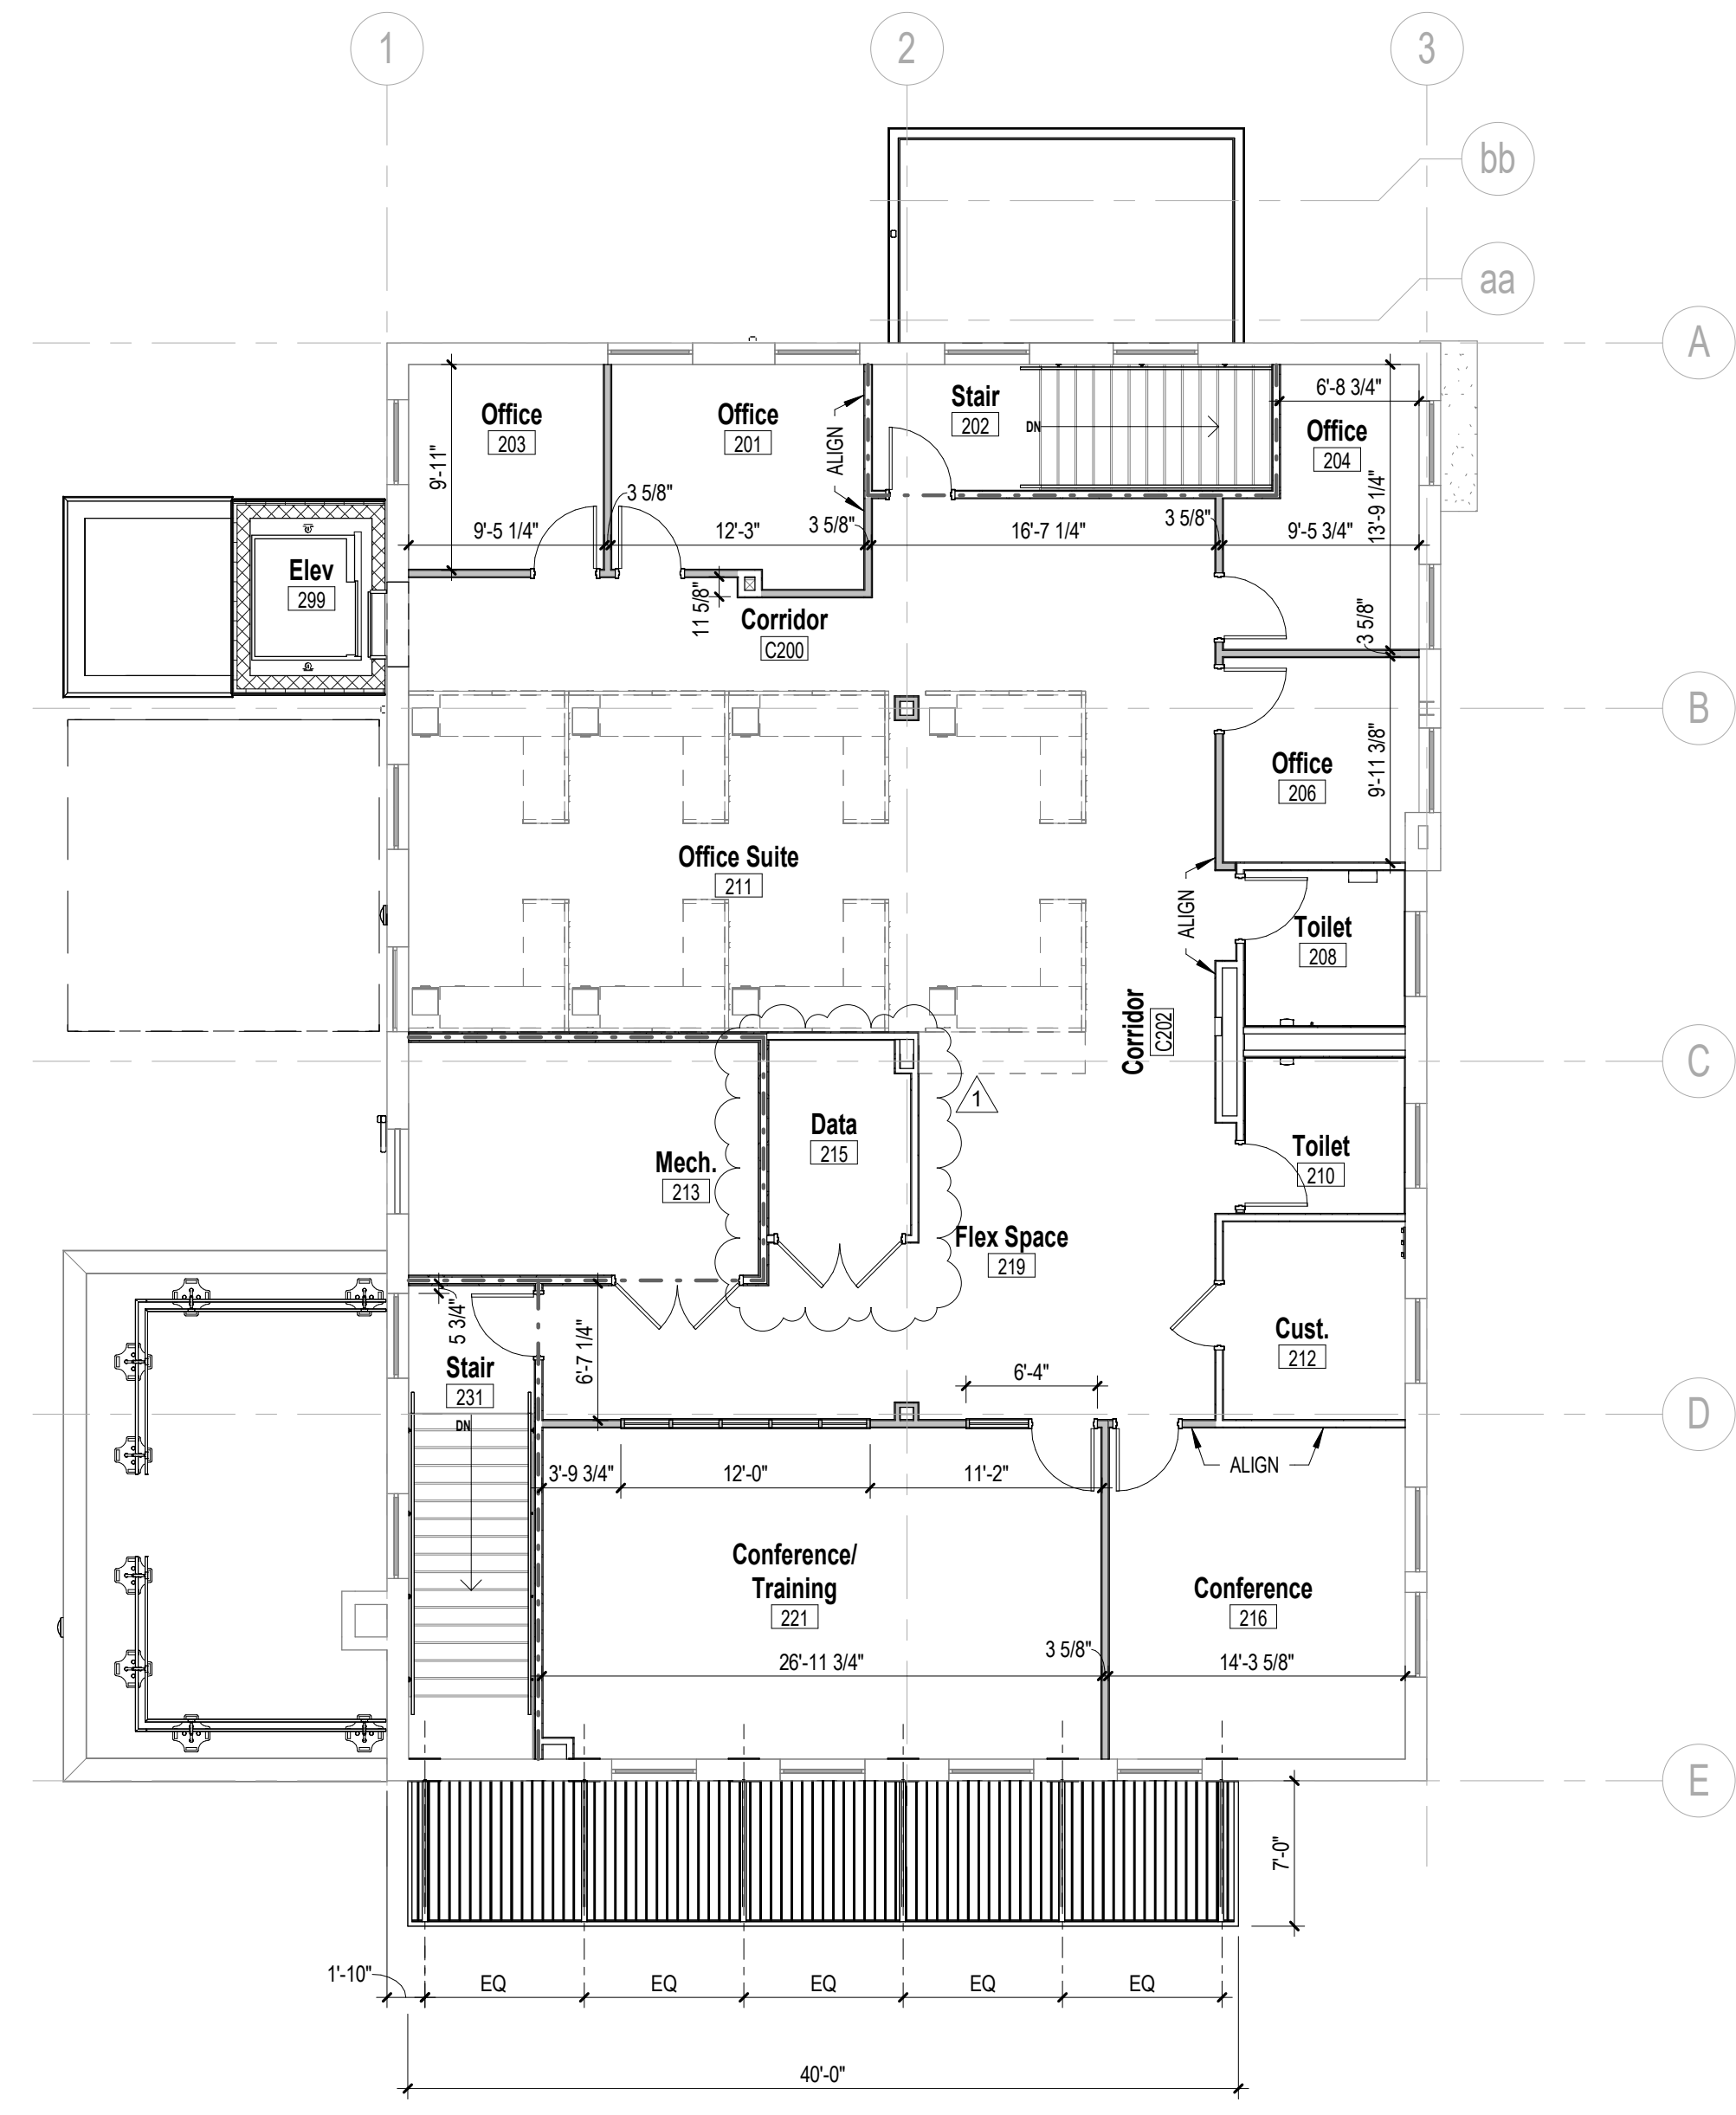 1
2
3
bb
aa
A
6'-8 3/4"
Stair
202
DN
Office
203
Office
201
ALIGN
Office
204
13'-9 1/4"
9'-11"
3 5/8"
9'-5 1/4"
12'-3"
3 5/8"
16'-7 1/4"
3 5/8"
9'-5 3/4"
Elev
299
11 5/8"
Corridor
C200
3 5/8"
B
Office
206
9'-11 3/8"
Office Suite
211
ALIGN
Toilet
208
Corridor
C202
C
1
Data
215
Mech.
213
Toilet
210
Flex Space
219
5 3/4"
Stair
231
DN
6'-7 1/4"
6'-4"
Cust.
212
D
3'-9 3/4"
12'-0"
11'-2"
ALIGN
Conference/
Training
221
Conference
216
26'-11 3/4"
3 5/8"
14'-3 5/8"
E
7'-0"
1'-10"
EQ
EQ
EQ
EQ
EQ
40'-0"